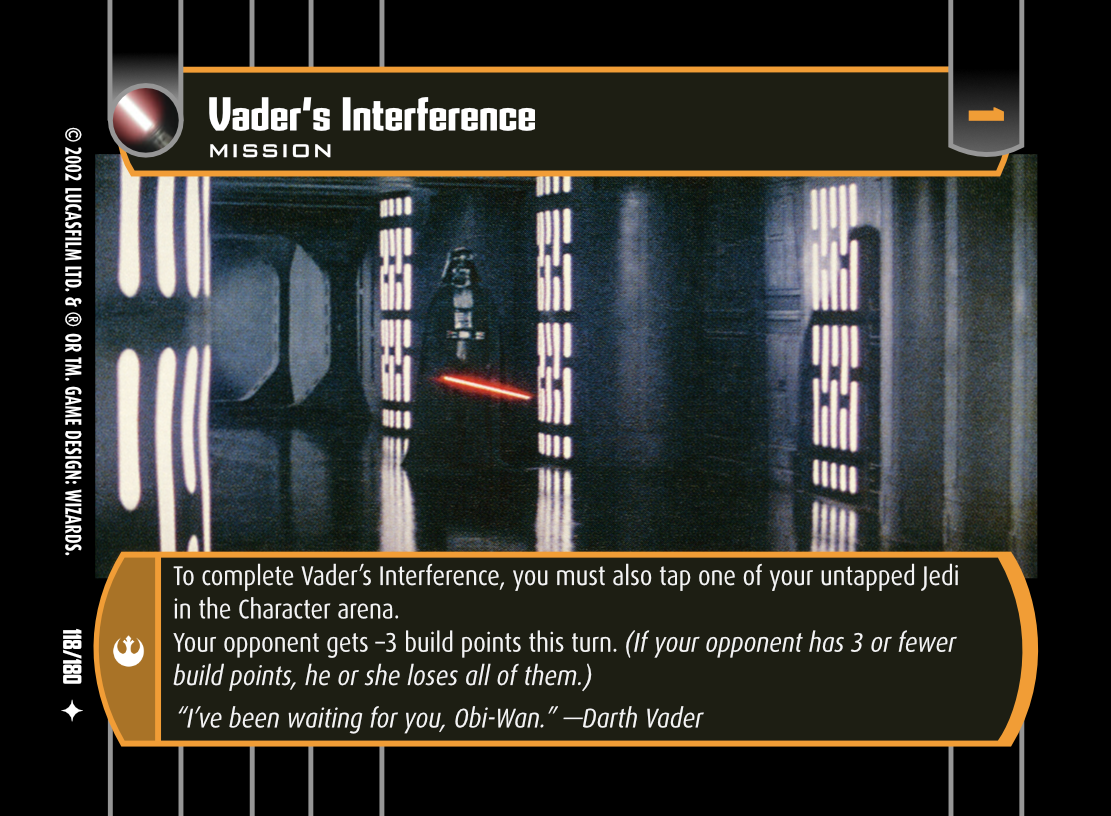 Vader's Interference
MISSION
1
To complete Vader’s Interference, you must also tap one of your untapped Jedi
in the Character arena.
Your opponent gets –3 build points this turn. (If your opponent has 3 or fewer
build points, he or she loses all of them.)
“I’ve been waiting for you, Obi-Wan.” —Darth Vader
© 2002 LUCASFILM LTD. & ® OR TM. GAME DESIGN: WIZARDS.
118/180